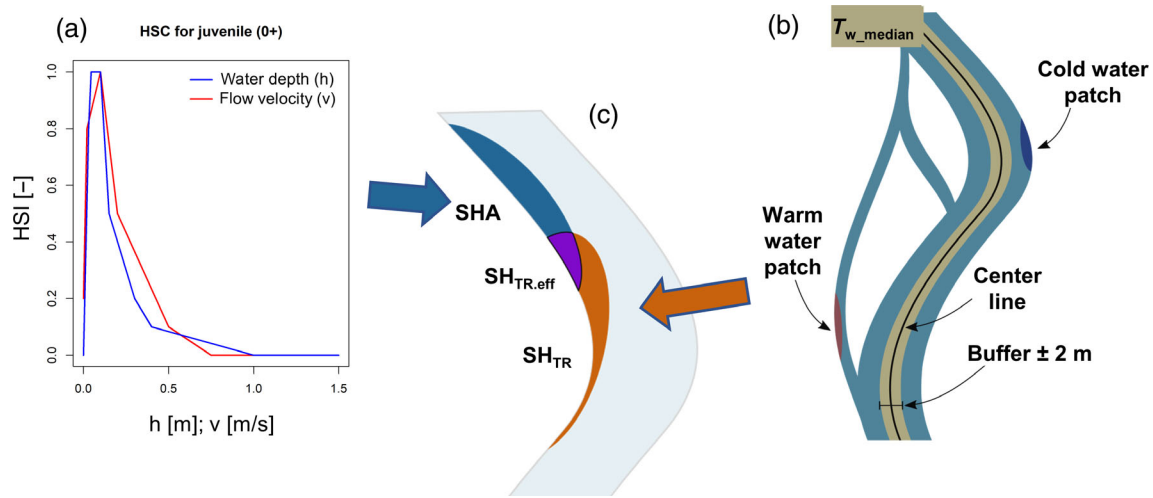 (a)
HSC for juvenile (0+)
Water depth (h)
Flow velocity (v)
HSI [–]
1.0
0.8
0.6
0.4
0.2
0.0
0.0 0.5 1.0 1.5
h [m]; v [m/s]
(c)
SHA
SHTR.eff
SHTR
(b)
Tw_median
Cold water
patch
Warm
water
patch
Center
line
Buffer ± 2 m